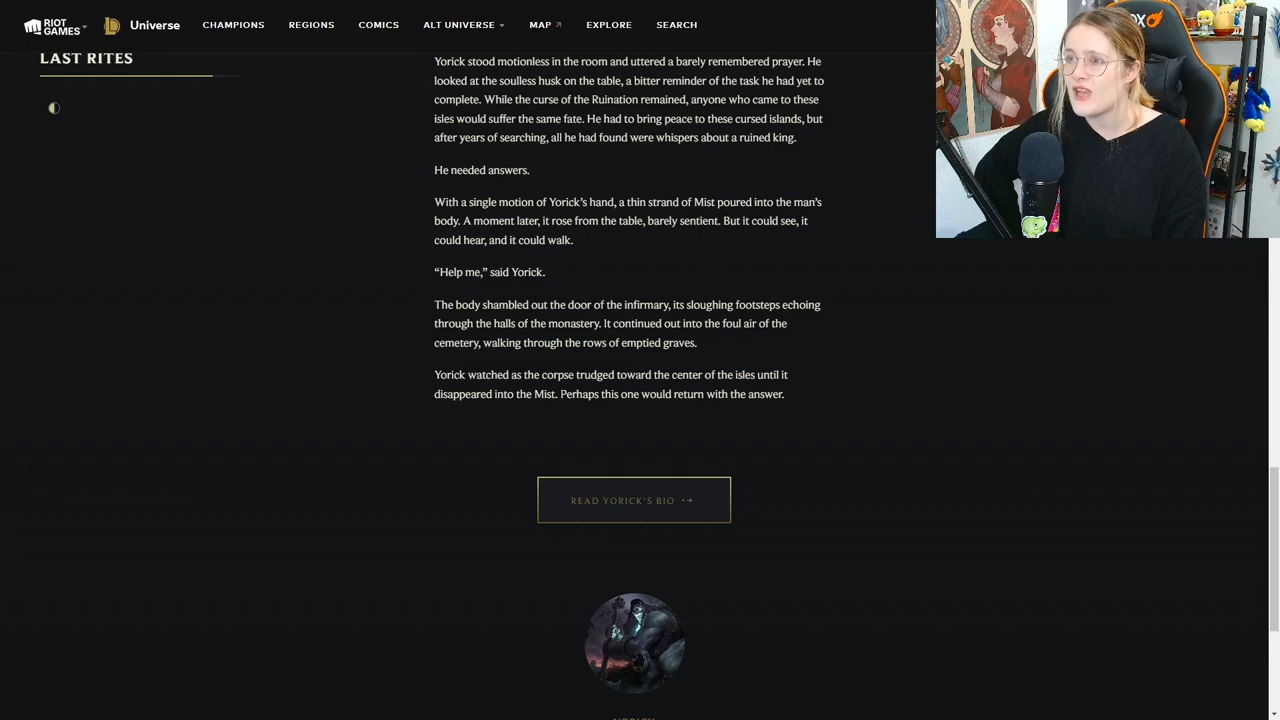 RIOT
GAMES
Universe
CHAMPIONS
REGIONS
COMICS
ALT UNIVERSE
MAP
EXPLORE
SEARCH
LAST RITES
Yorick stood motionless in the room and uttered a barely remembered prayer. He
looked at the soulless husk on the table, a bitter reminder of the task he had yet to
complete. While the curse of the Ruination remained, anyone who came to these
isles would suffer the same fate. He had to bring peace to these cursed islands, but
after years of searching, all he had found were whispers about a ruined king.
He needed answers.
With a single motion of Yorick’s hand, a thin strand of Mist poured into the man’s
body. A moment later, it rose from the table, barely sentient. But it could see, it
could hear, and it could walk.
“Help me,” said Yorick.
The body shambled out the door of the infirmary, its sloughing footsteps echoing
through the halls of the monastery. It continued out into the foul air of the
cemetery, walking through the rows of emptied graves.
Yorick watched as the corpse trudged toward the center of the isles until it
disappeared into the Mist. Perhaps this one would return with the answer.
READ YORICK'S BIO